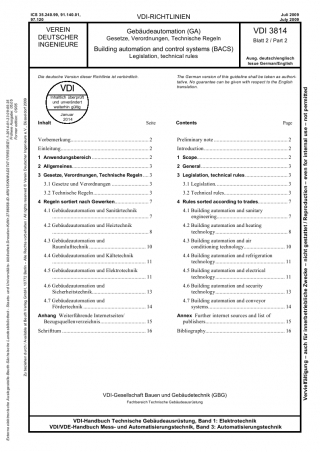 ICS 35.240.99, 91.140.01,
97.120
VDI-RICHTLINIEN
Juli 2009
July 2009
VEREIN
DEUTSCHER
INGENIEURE
Gebäudeautomation (GA)
Gesetze, Verordnungen, Technische Regeln
Building automation and control systems (BACS)
Legislation, technical rules
VDI 3814
Blatt 2 / Part 2
Ausg. deutsch/englisch
Issue German/English
Die deutsche Version dieser Richtlinie ist verbindlich.
The German version of this guideline shall be taken as authoritative. No guarantee can be given with respect to the English translation.
VDI
Inhaltlich überprüft
und unverändert
weiterhin gültig
Januar
2014
Inhalt Seite
Vorbemerkung 2
Einleitung 2
1 Anwendungsbereich 2
2 Allgemeines 3
3 Gesetze, Verordnungen, Technische Regeln 3
3.1 Gesetze und Verordnungen 3
3.2 Technische Regeln 4
4 Regeln sortiert nach Gewerken 7
4.1 Gebäudeautomation und Sanitärtechnik
7
4.2 Gebäudeautomation und Heiztechnik
8
4.3 Gebäudeautomation und
Raumlufttechnik 10
4.4 Gebäudeautomation und Kältetechnik
11
4.5 Gebäudeautomation und Elektrotechnik
11
4.6 Gebäudeautomation und
Sicherheitstechnik 13
4.7 Gebäudeautomation und
Fördertechnik 14
Anhang Weiterführende Internetseiten/
Bezugsquellenverzeichnis 15
Schrifttum 16
Contents Page
Preliminary note 2
Introduction 2
1 Scope 2
2 General 3
3 Legislation, technical rules 3
3.1 Legislation 3
3.2 Technical rules 4
4 Rules sorted according to trades 7
4.1 Building automation and sanitary
engineering 7
4.2 Building automation and heating
technology 8
4.3 Building automation and air
conditioning technology 10
4.4 Building automation and refrigeration
technology 11
4.5 Building automation and electrical
technology 11
4.6 Building automation and security
technology 13
4.7 Building automation and conveyor
systems 14
Annex Further internet sources and list of
publishers 15
Bibliography 16
VDI-Gesellschaft Bauen und Gebäudetechnik (GBG)
Fachbereich Technische Gebäudeausrüstung
VDI-Handbuch Technische Gebäudeausrüstung, Band 1: Elektrotechnik
VDI/VDE-Handbuch Mess- und Automatisierungstechnik, Band 3: Automatisierungstechnik
Vervielfältigung – auch für innerbetriebliche Zwecke – nicht gestattet / Reproduction – even for internal use – not permitted